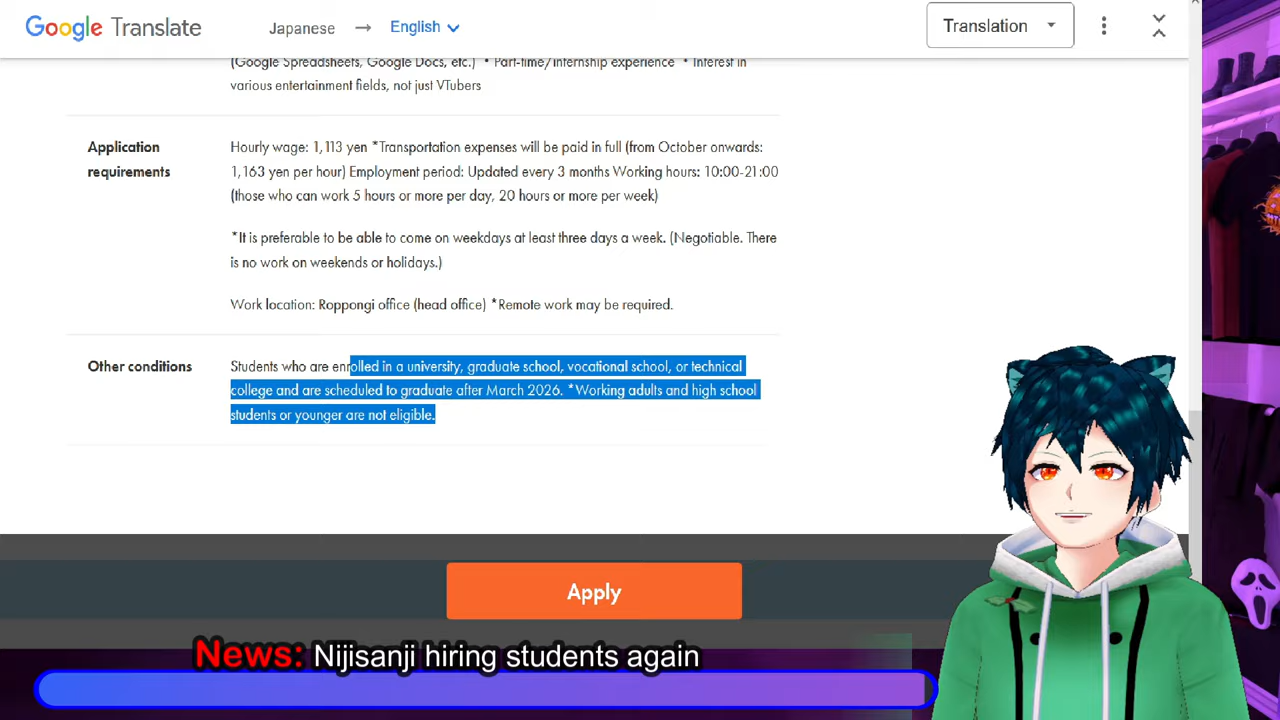 Google Translate
Japanese → English
Translation
(Google Spreadsheets, Google Docs, etc.) * Part-time/internship experience * Interest in
various entertainment fields, not just VTubers
Application
requirements
Hourly wage: 1,113 yen *Transportation expenses will be paid in full (from October onwards:
1,163 yen per hour) Employment period: Updated every 3 months Working hours: 10:00-21:00
(those who can work 5 hours or more per day, 20 hours or more per week)
*It is preferable to be able to come on weekdays at least three days a week. (Negotiable. There
is no work on weekends or holidays.)
Work location: Roppongi office (head office) *Remote work may be required.
Other conditions
Students who are enrolled in a university, graduate school, vocational school, or technical
college and are scheduled to graduate after March 2026. *Working adults and high school
students or younger are not eligible.
Apply
News: Nijisanji hiring students again